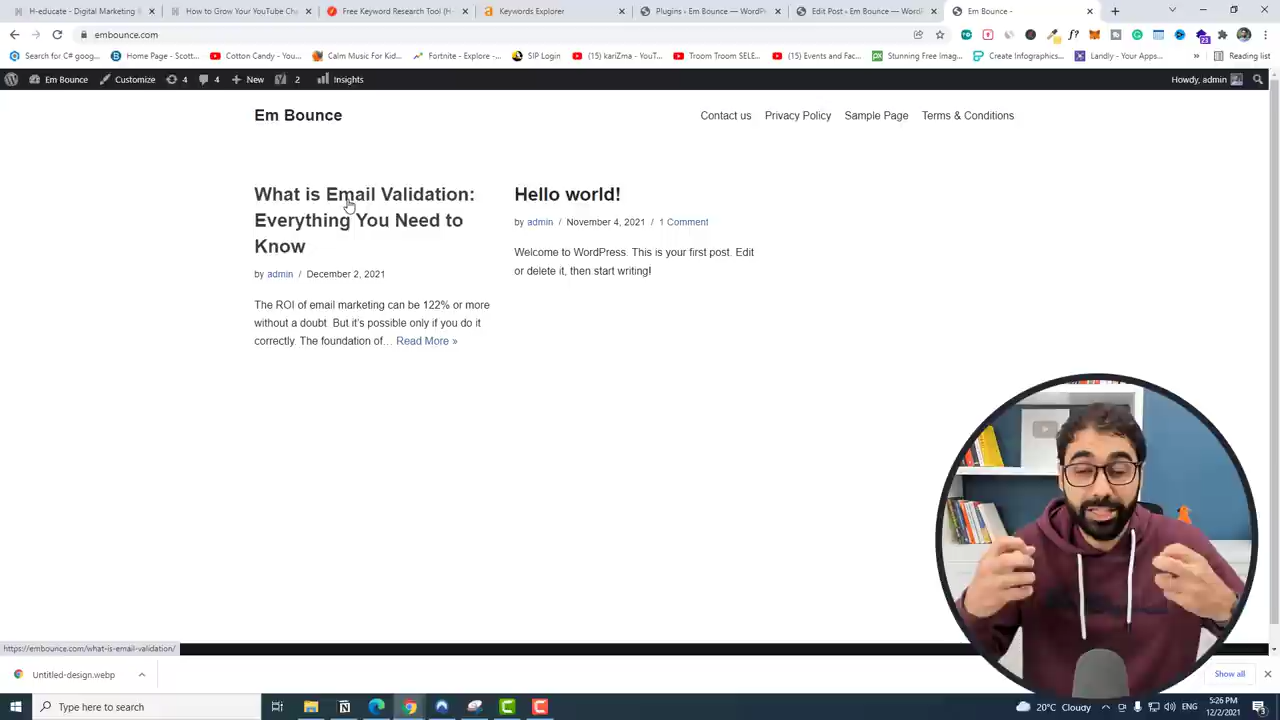 H-educate - Digital Marketing &
How to Grow Your YouTube Ch
Free Keyword Research Tool (H-
Keywords Explorer
Plugins ‹ Em Bounce — WordP
Edit Post ‹ Em Bounce — WordP
Em Bounce -
embounce.com
Search for C# goog...
Home Page - South...
Cotton Candy - You...
Calm Music For Kid...
Fortnite - Explore -...
SIP Login
(15) kariZma - YouT...
Troom Troom SELE...
(15) Events and Fac...
Stunning Free Imag...
Create Infographics...
Landly - Your Apps...
Reading list
Em Bounce
Customize
4
4
New
2
Insights
Howdy, admin
Em Bounce
Contact us
Privacy Policy
Sample Page
Terms & Conditions
What is Email Validation:
Everything You Need to
Know
by admin / December 2, 2021
The ROI of email marketing can be 122% or more
without a doubt But it's possible only if you do it
correctly. The foundation of… Read More »
Hello world!
by admin / November 4, 2021 / 1 Comment
Welcome to WordPress. This is your first post. Edit
or delete it, then start writing!
https://embounce.com/what-is-email-validation/
Untitled-design.webp
Show all
Type here to search
20°C Cloudy
5:26 PM
12/2/2021